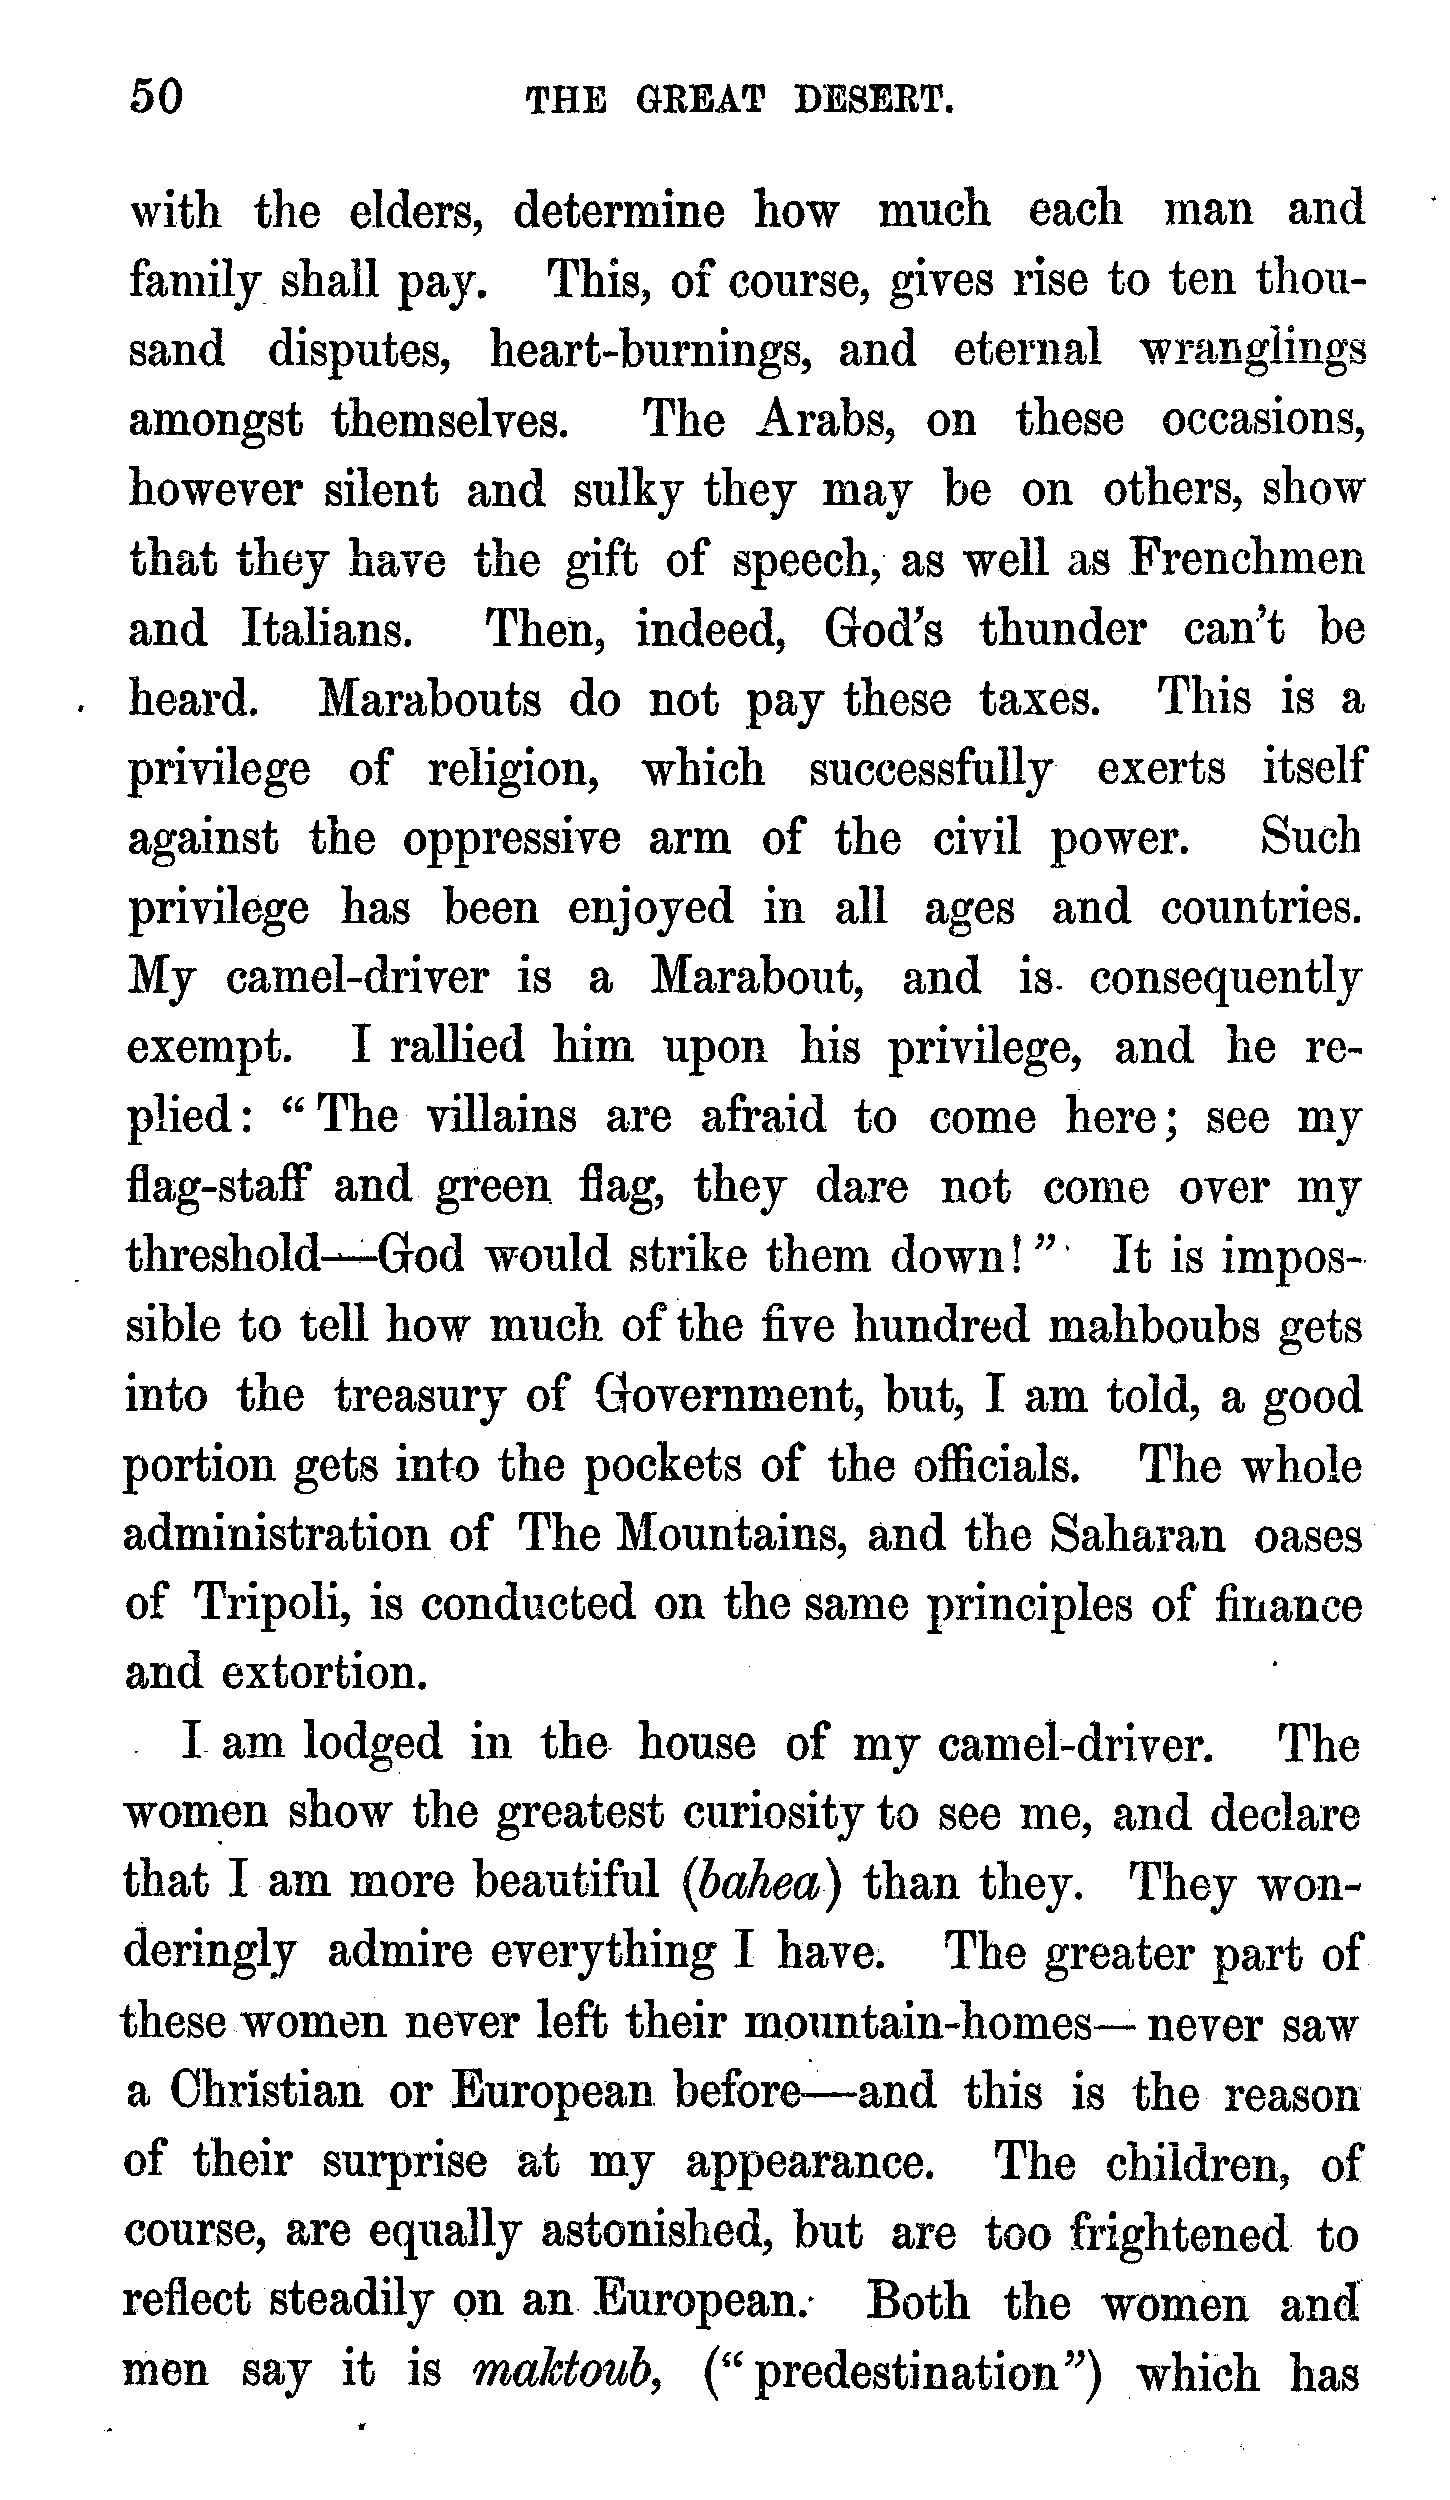 50 THE GREAT DESERT.
with the elders, determine how much each man and
family shall pay. This, of course, gives rise to ten thou-
sand disputes, heart-burnings, and eternal wranglings
amongst themselves. The Arabs, on these occasions,
however silent and sulky they may be on others, show
that they have the gift of speech, as well as Frenchmen
and Italians. Then, indeed, God's thunder can't be
heard. Marabouts do not pay these taxes. This is a
privilege of religion, which successfully exerts itself
against the oppressive arm of the civil power. Such
privilege has been enjoyed in all ages and countries.
My camel-driver is a Marabout, and is consequently
exempt. I rallied him upon his privilege, and he re-
plied: “The villains are afraid to come here; see my
flag-staff and green flag, they dare not come over my
threshold—God would strike them down!” It is impos-
sible to tell how much of the five hundred mahboubs gets
into the treasury of Government, but, I am told, a good
portion gets into the pockets of the officials. The whole
administration of The Mountains, and the Saharan oases
of Tripoli, is conducted on the same principles of finance
and extortion.
I am lodged in the house of my camel-driver. The
women show the greatest curiosity to see me, and declare
that I am more beautiful (bahea) than they. They won-
deringly admire everything I have. The greater part of
these women never left their mountain-homes—never saw
a Christian or European before—and this is the reason
of their surprise at my appearance. The children, of
course, are equally astonished, but are too frightened to
reflect steadily on an European. Both the women and
men say it is maktoub, (“predestination”) which has